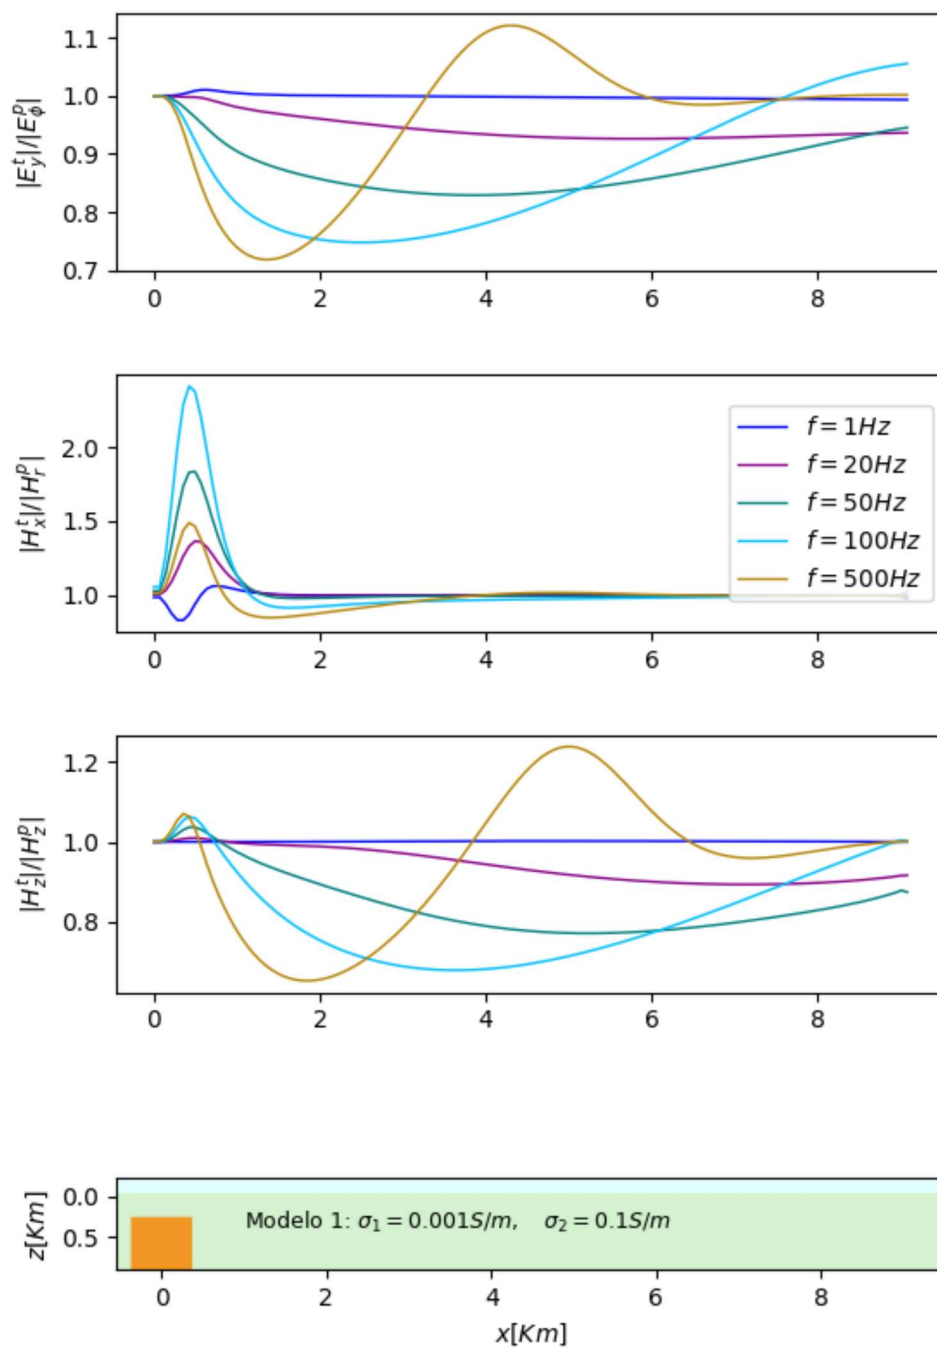 |E_y^t|/|E_ϕ^p|
1.1
1.0
0.9
0.8
0.7
0 2 4 6 8
|H_x^t|/|H_r^p|
2.0
1.5
1.0
f = 1Hz
f = 20Hz
f = 50Hz
f = 100Hz
f = 500Hz
0 2 4 6 8
|H_z^t|/|H_z^p|
1.2
1.0
0.8
0 2 4 6 8
z[Km]
0.0
0.5
Modelo 1: σ₁ = 0.001S/m, σ₂ = 0.1S/m
0 2 4 6 8
x[Km]